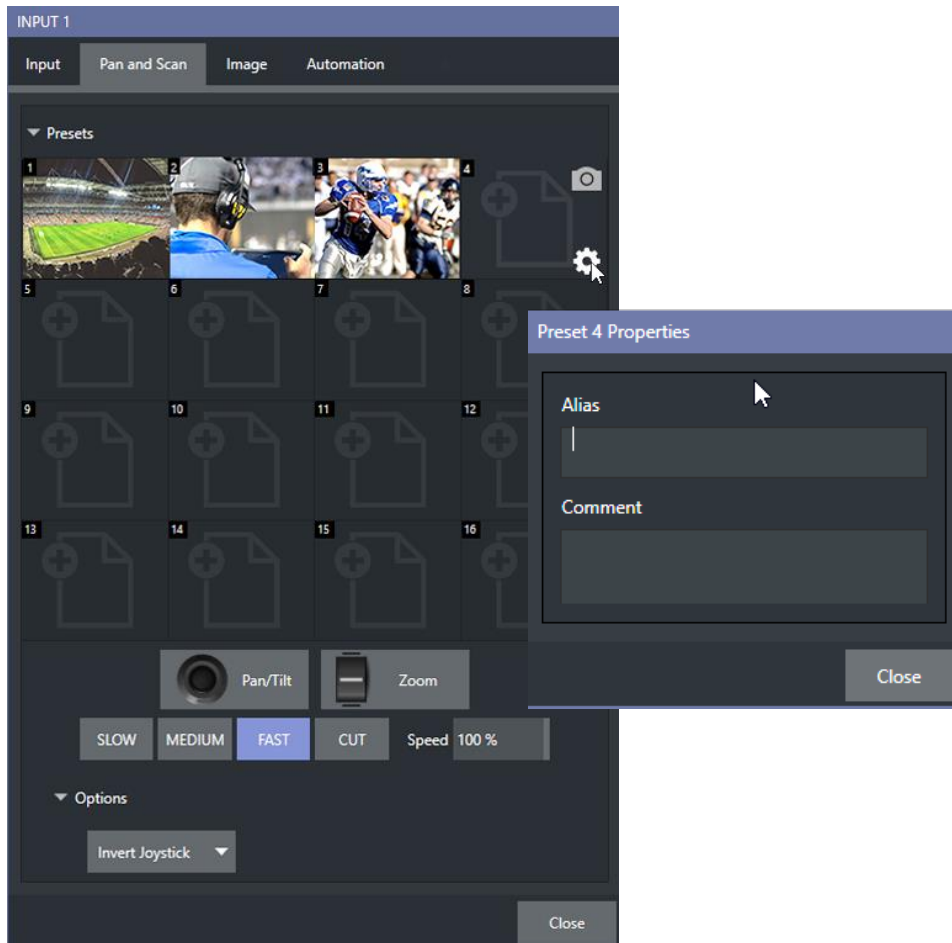 INPUT 1
Input Pan and Scan Image Automation
Presets
1 2 3 4
5 6 7 8
9 10 11 12
13 14 15 16
Pan/Tilt Zoom
SLOW MEDIUM FAST CUT Speed 100 %
Options
Invert Joystick
Close
Preset 4 Properties
Alias
Comment
Close